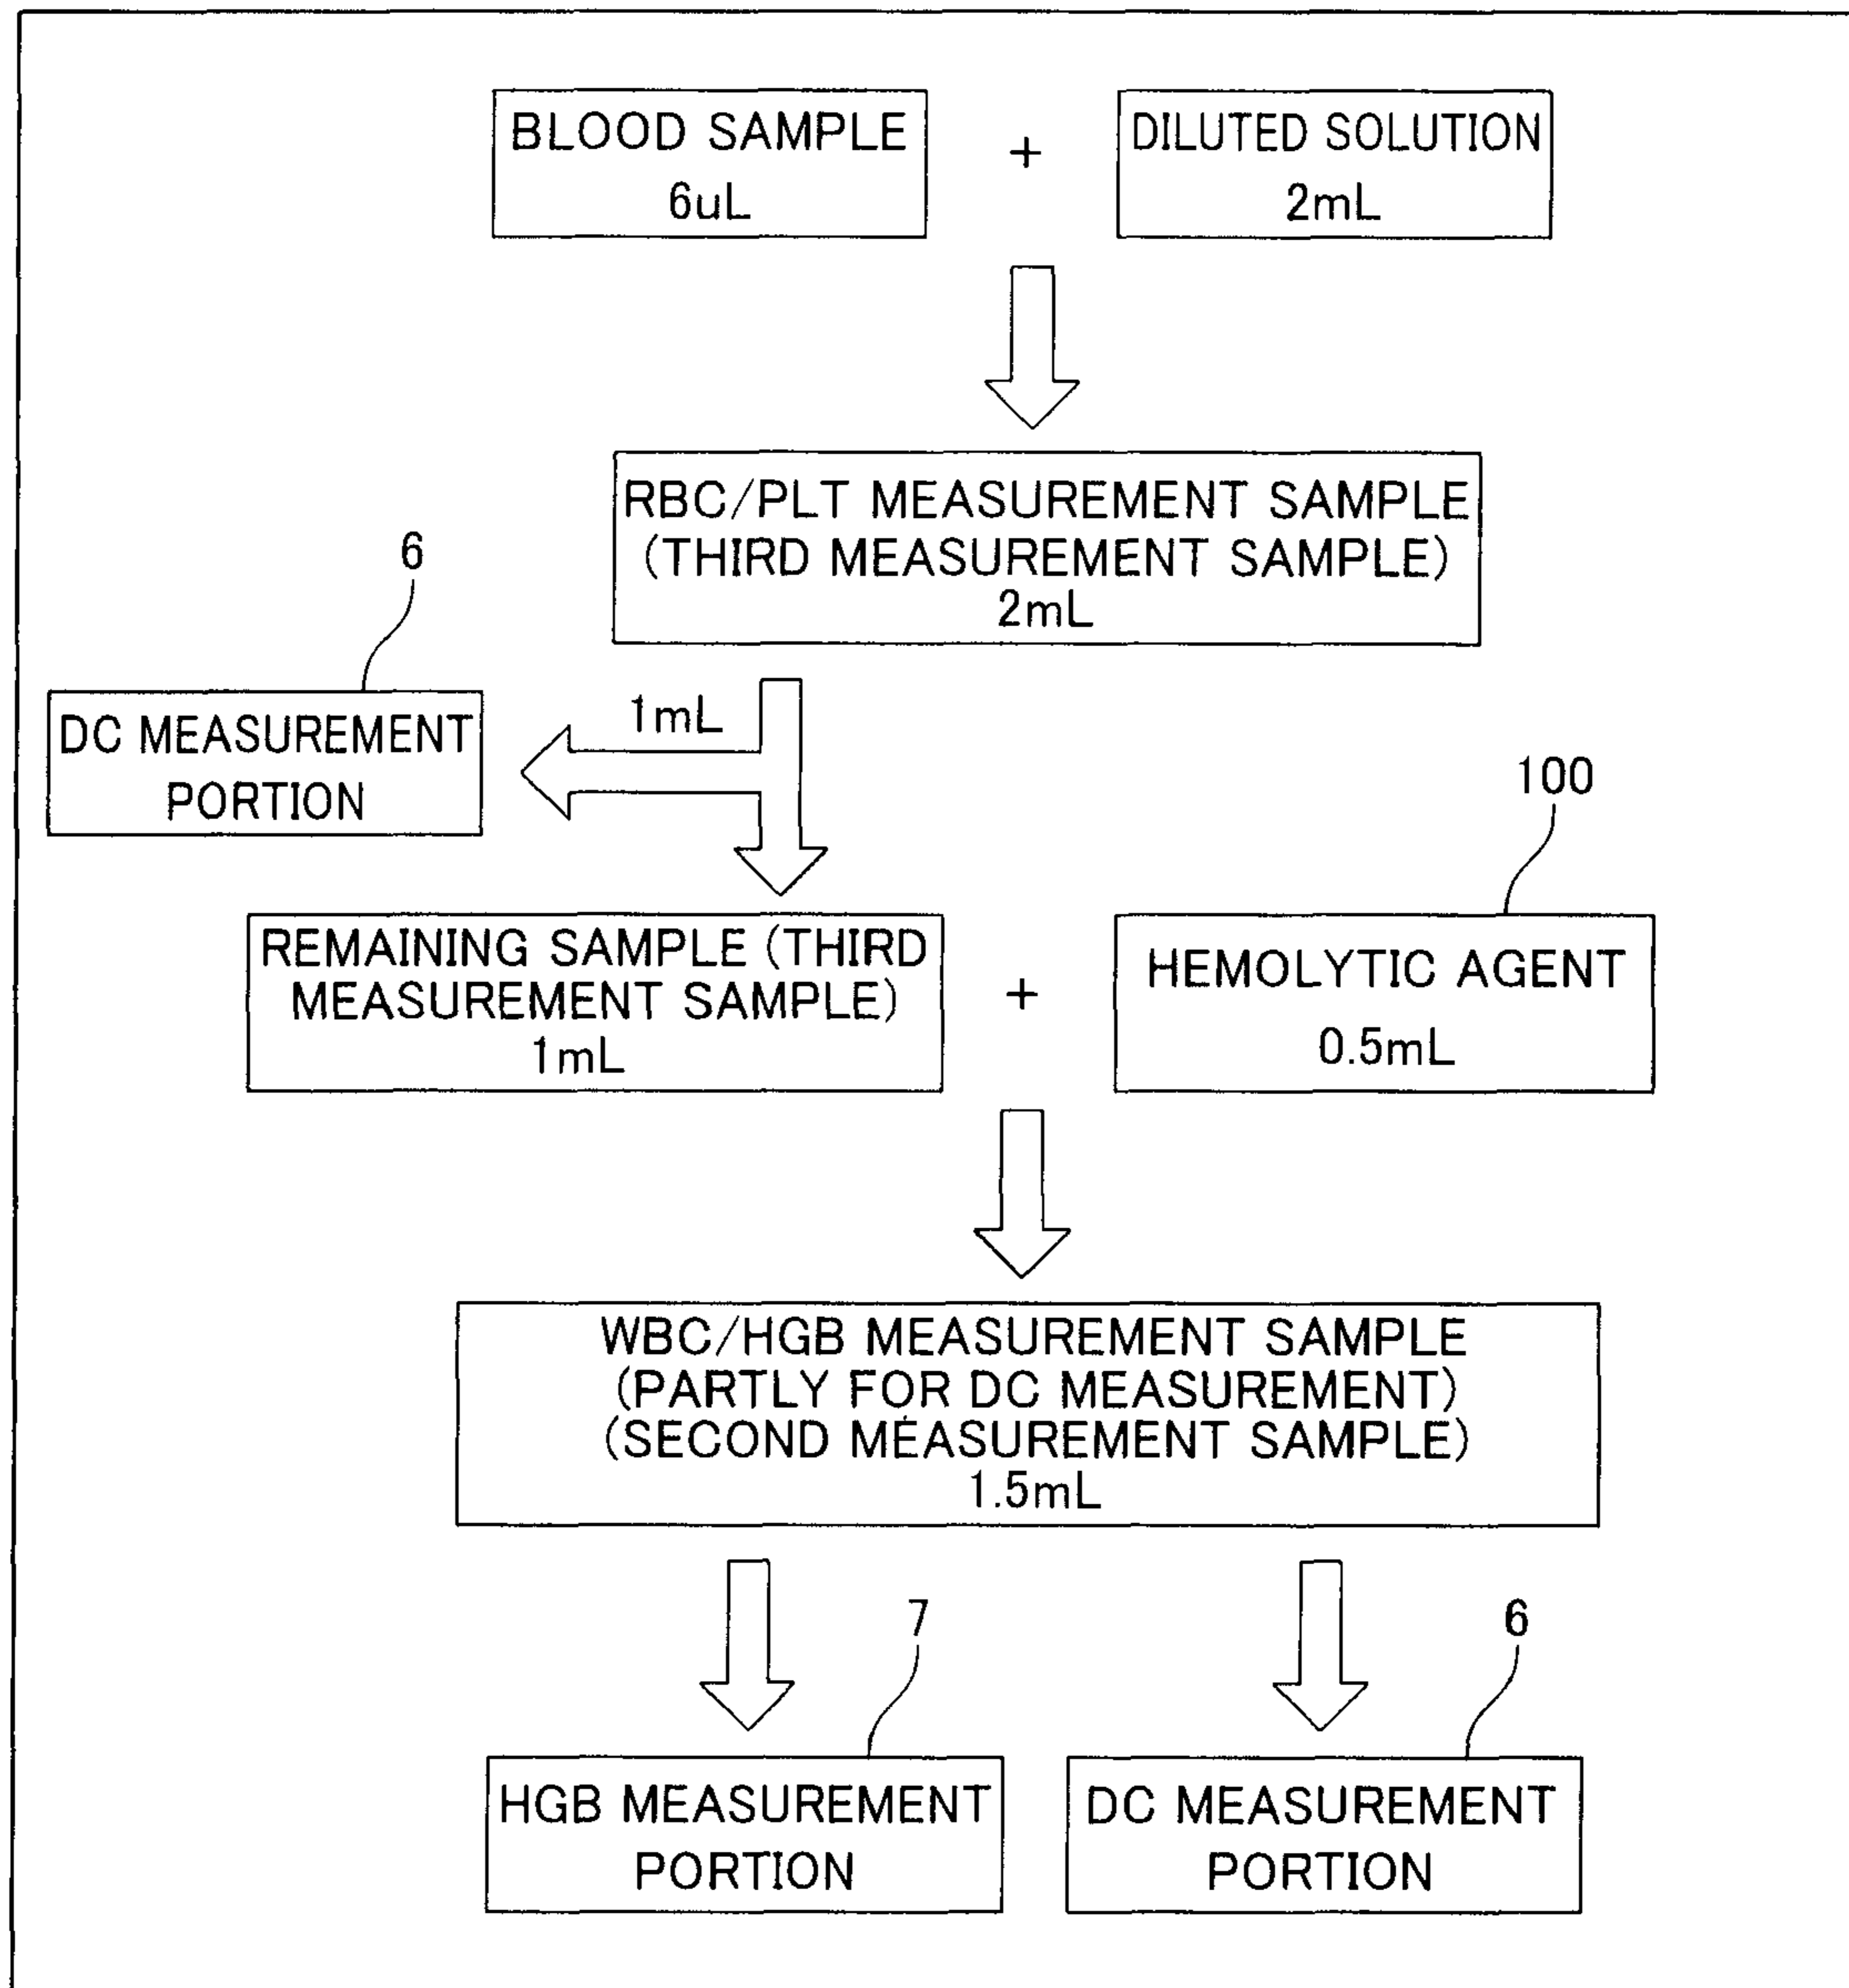 BLOOD SAMPLE
6uL
+
DILUTED SOLUTION
2mL
RBC/PLT MEASUREMENT SAMPLE
(THIRD MEASUREMENT SAMPLE)
2mL
6
DC MEASUREMENT
PORTION
1mL
100
REMAINING SAMPLE (THIRD
MEASUREMENT SAMPLE)
1mL
+
HEMOLYTIC AGENT
0.5mL
WBC/HGB MEASUREMENT SAMPLE
(PARTLY FOR DC MEASUREMENT)
(SECOND MEASUREMENT SAMPLE)
1.5mL
7
HGB MEASUREMENT
PORTION
6
DC MEASUREMENT
PORTION